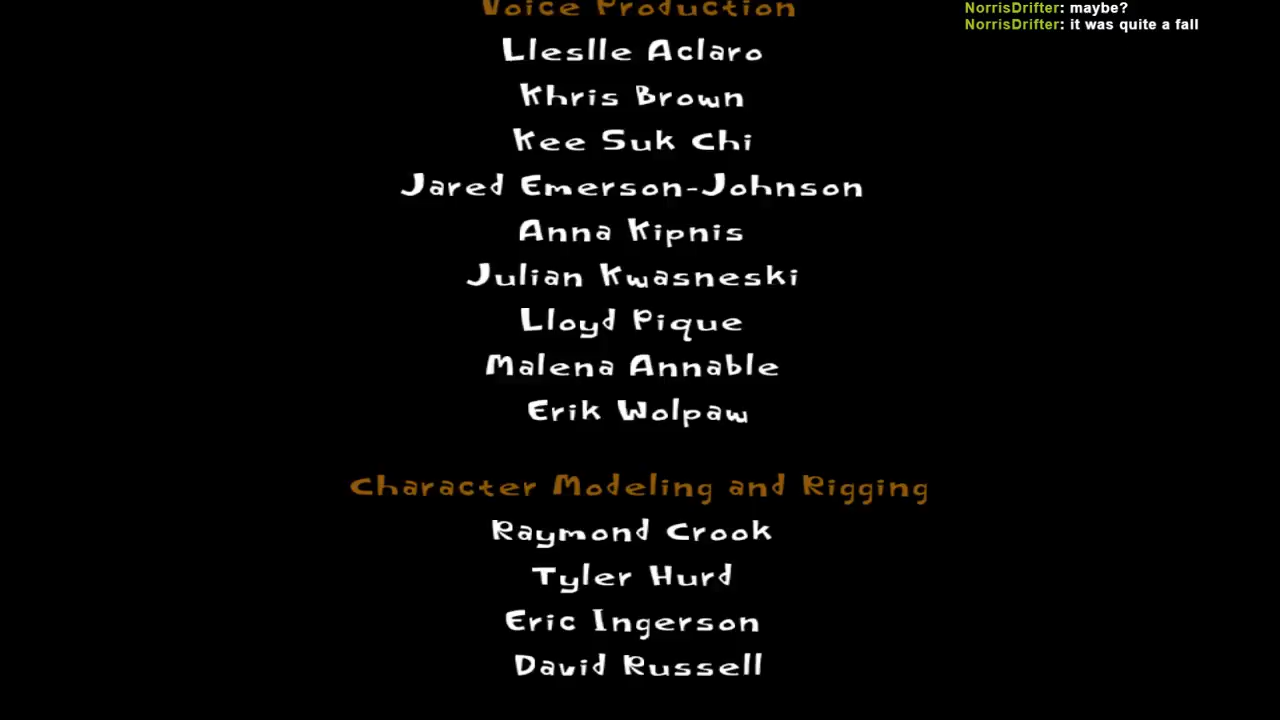 Voice Production
NorrisDrifter: maybe?
NorrisDrifter: it was quite a fall
Lleslle Aclaro
Khris Brown
Kee Suk Chi
Jared Emerson-Johnson
Anna Kipnis
Julian Kwasneski
Lloyd Pique
Malena Annable
Erik Wolpaw
Character Modeling and Rigging
Raymond Crook
Tyler Hurd
Eric Ingerson
David Russell